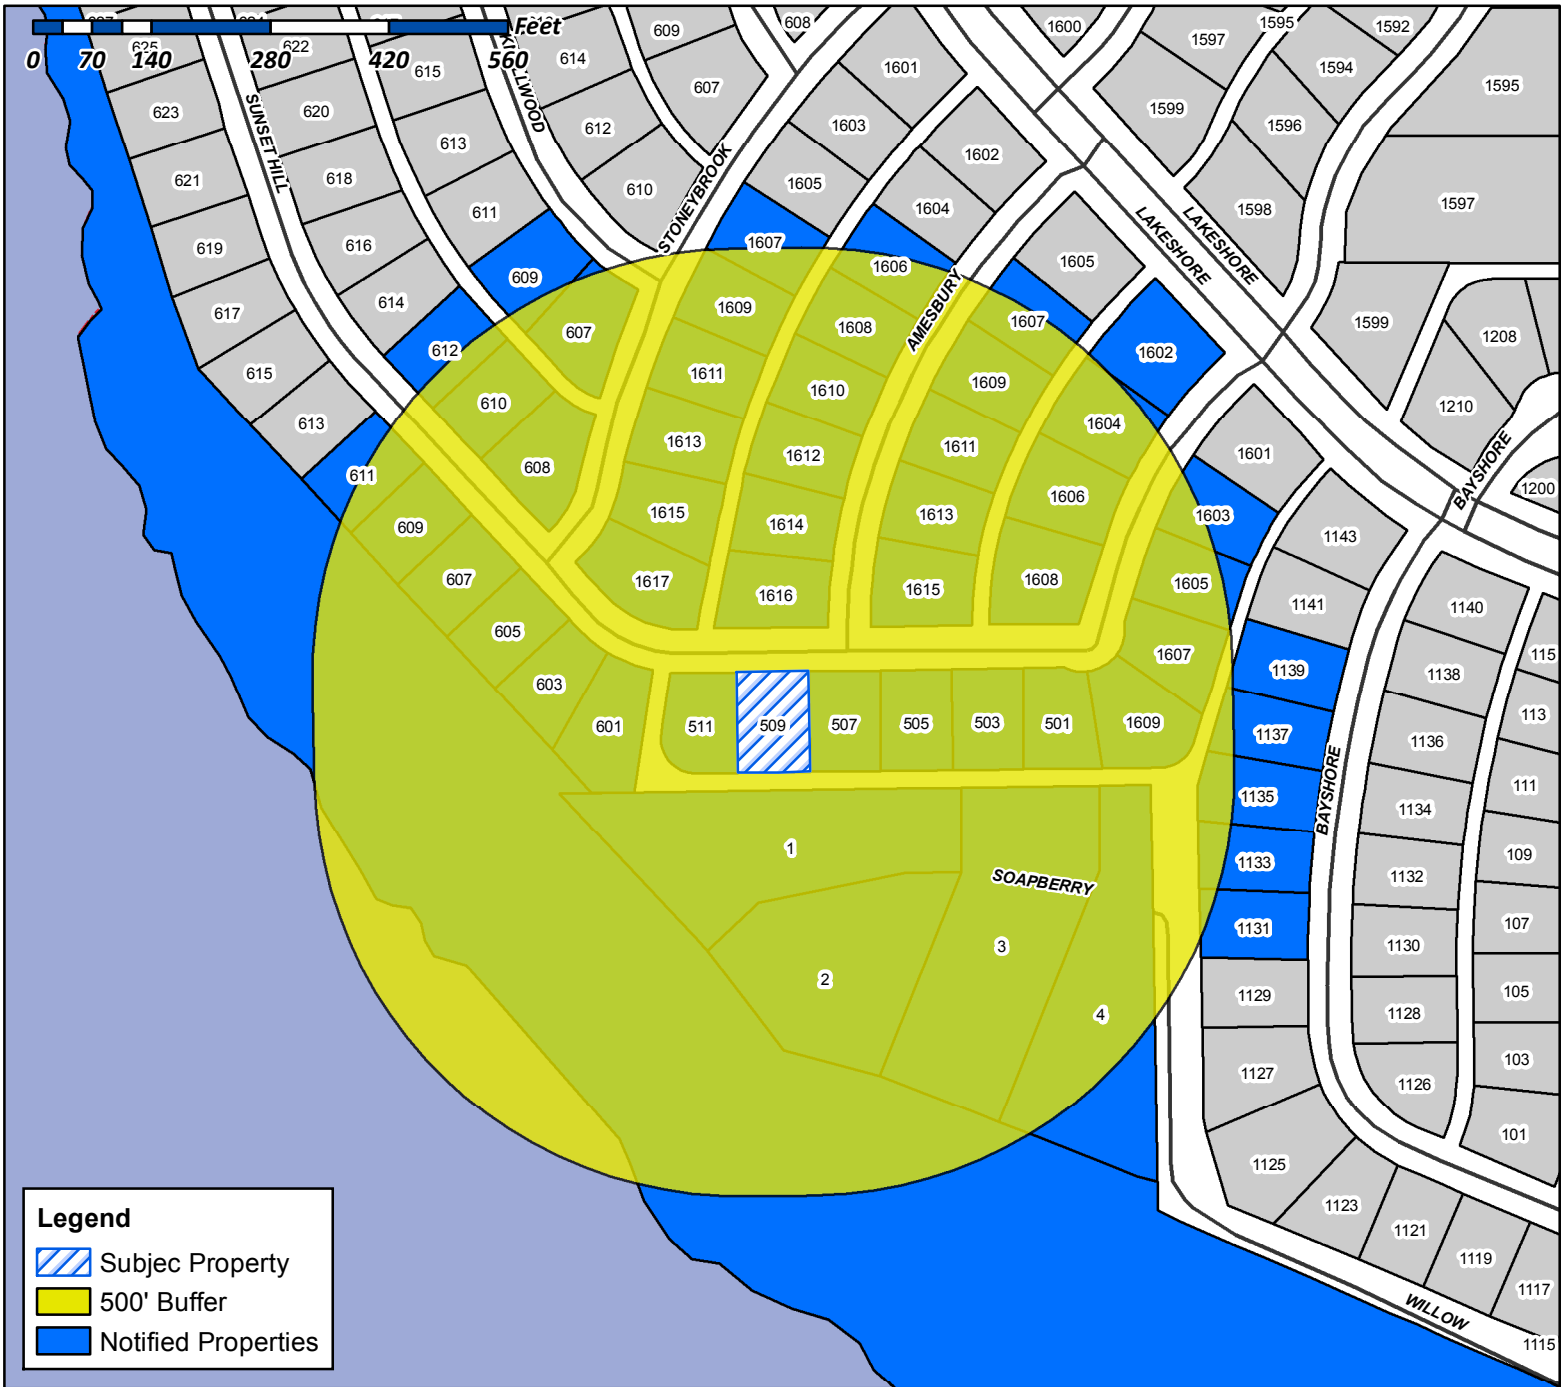 Feet
0 70 140 280 420 560
625 622 615 614 609 608 1600 1597 1595 1592
623 620 613 612 607 1601 1599 1594 1595
SUNSET HILL
STONEYBROOK
1603 1602 1596
621 618 611 610 1605 1604 1598 1597
LAKESHORE
LAKESHORE
619 616 609 1607 1606 1605
617 614 607 1609 1608 1607 1599 1208
AMESBURY
615 612 610 1611 1610 1609 1602 1210
613 608 1613 1612 1611 1604 1601
BAYSHORE
611 609 1615 1614 1613 1606 1603 1143 1200
607 1617 1616 1615 1608 1605 1141 1140
605 603 1607 1139 1138 115
601 511 509 507 505 503 501 1609 1137 1136 113
BAYSHORE
1135 1134 111
1 1133 1132 109
SOAPBERRY
2 3 1131 1130 107
4 1129 1128 105
1127 1126 103
1125 101
1123 1121 1119 1117
WILLOW
1115
Legend
Subjec Property
500' Buffer
Notified Properties